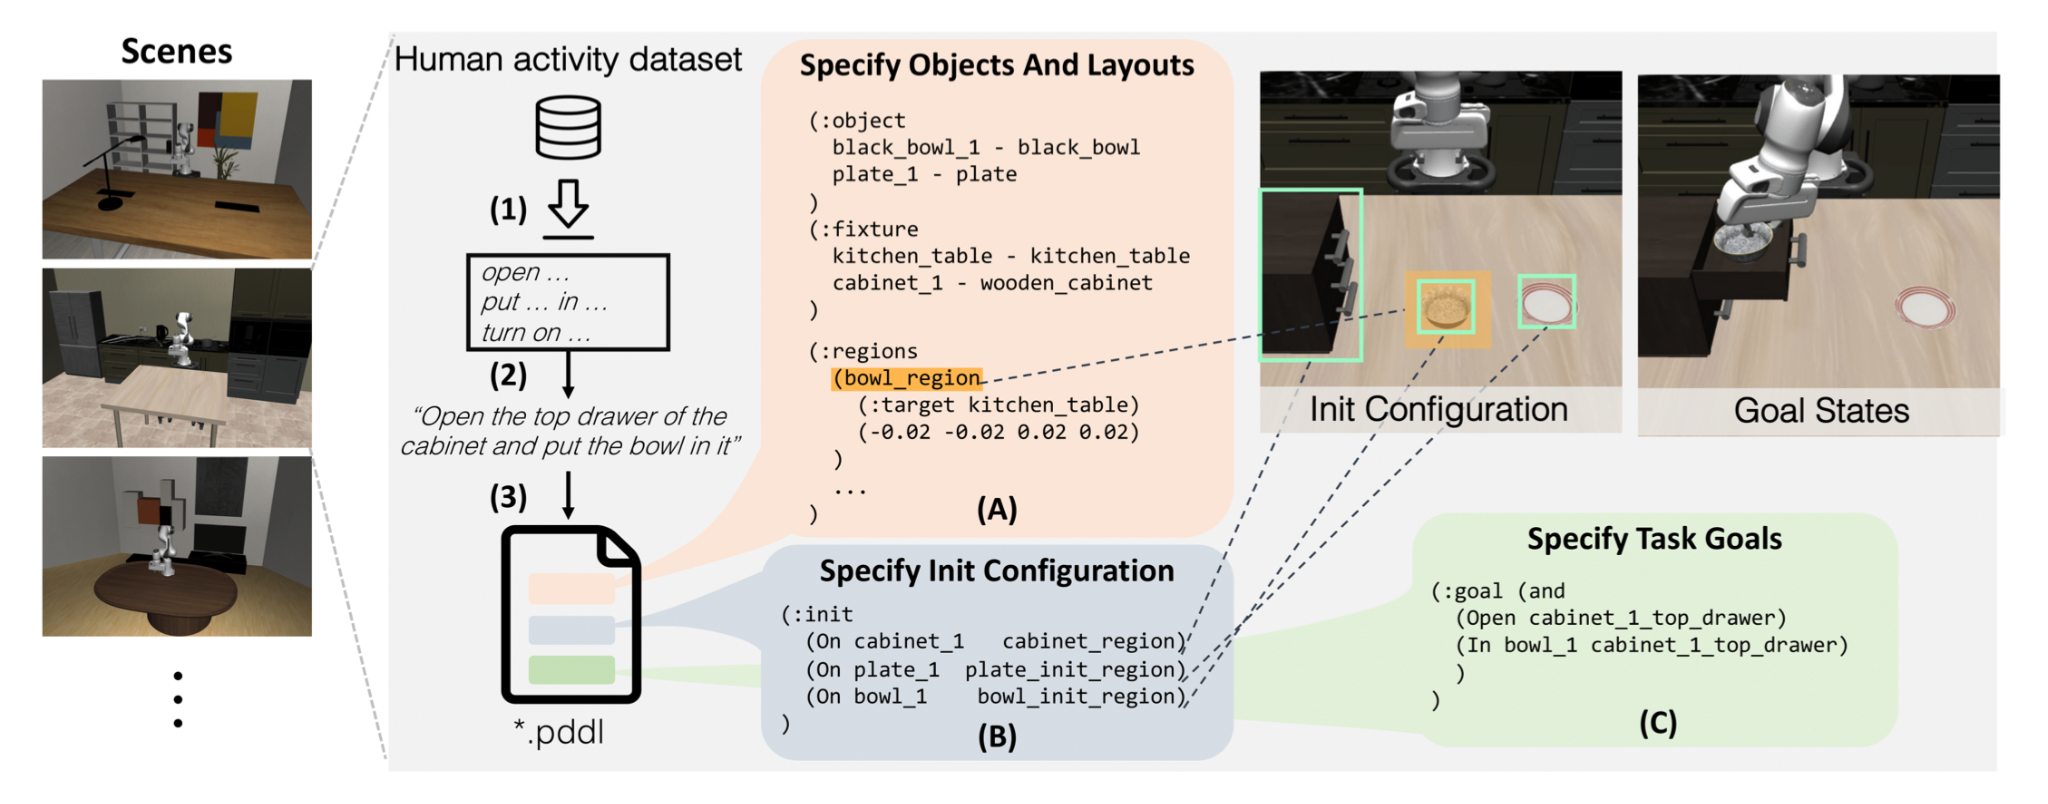 Scenes
Human activity dataset
(1)
open ...
put ... in ...
turn on ...
(2)
“Open the top drawer of the
cabinet and put the bowl in it”
(3)
*.pddl
Specify Objects And Layouts
(:object
black_bowl_1 - black_bowl
plate_1 - plate
)
(:fixture
kitchen_table - kitchen_table
cabinet_1 - wooden_cabinet
)
(:regions
(bowl_region
(:target kitchen_table)
(-0.02 -0.02 0.02 0.02)
)
...
)
(A)
Specify Init Configuration
(:init
(On cabinet_1 cabinet_region)
(On plate_1 plate_init_region)
(On bowl_1 bowl_init_region)
)
(B)
Init Configuration
Goal States
Specify Task Goals
(:goal (and
(Open cabinet_1_top_drawer)
(In bowl_1 cabinet_1_top_drawer)
)
)
(C)